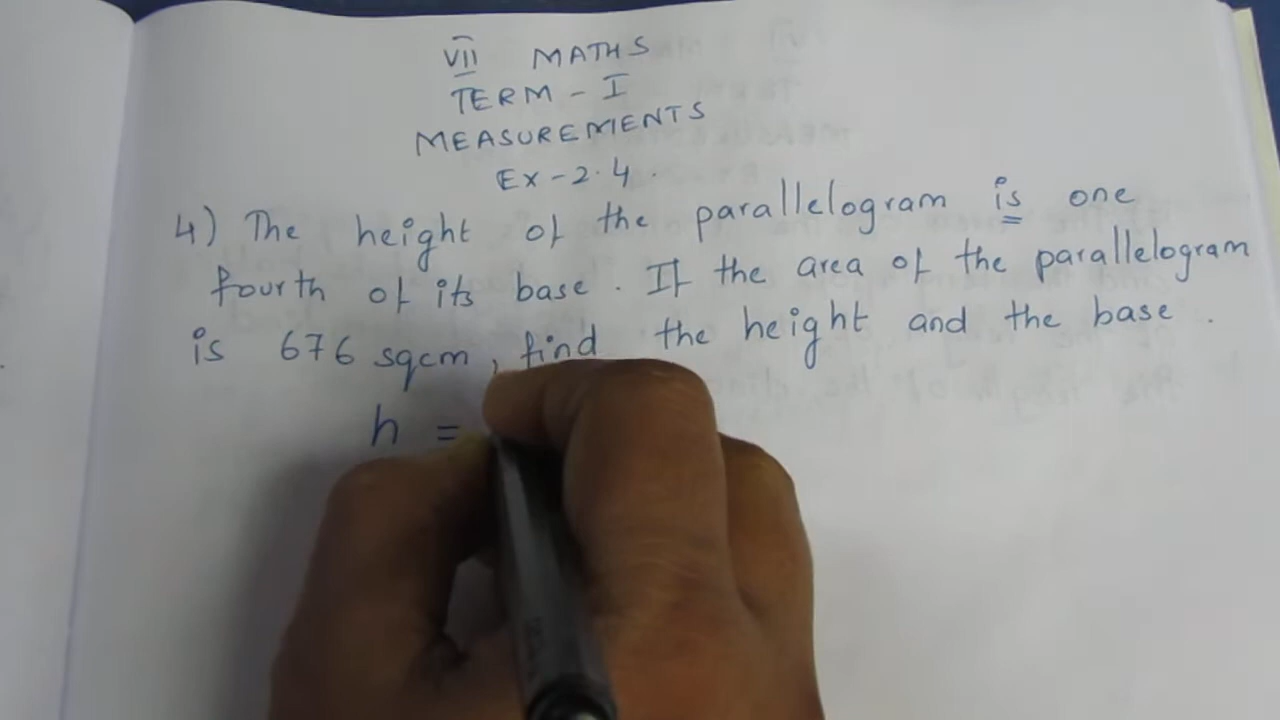 VII MATHS
TERM - I
MEASUREMENTS
Ex-2.4.
4) The height of the parallelogram is one
fourth of its base. If the area of the parallelogram
is 676 sqcm, find the height and the base.
h =